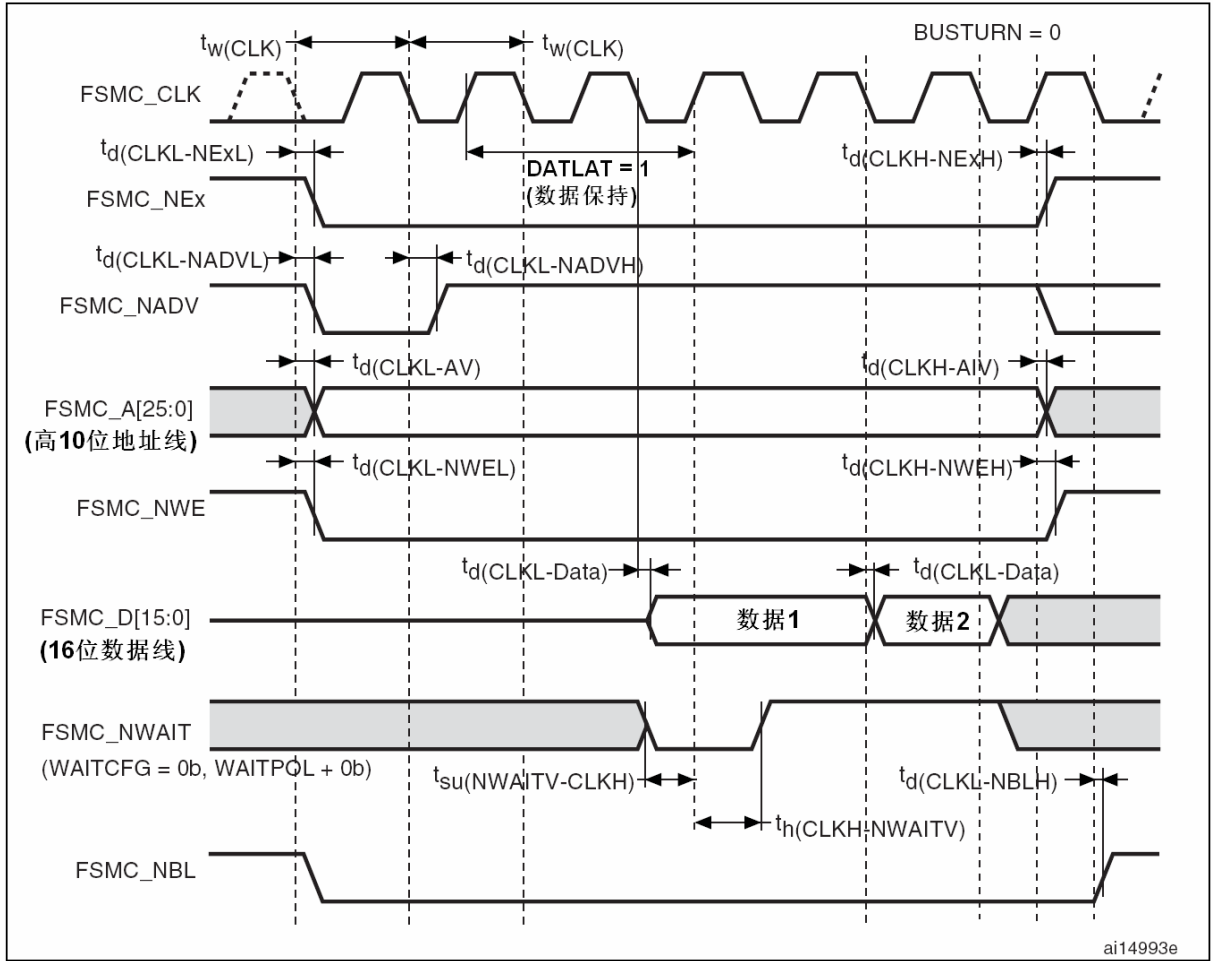 tw(CLK) tw(CLK) BUSTURN = 0
FSMC_CLK
td(CLKL-NExL) DATLAT = 1 td(CLKH-NExH)
(数据保持)
FSMC_NEx
td(CLKL-NADVL) td(CLKL-NADVH)
FSMC_NADV
td(CLKL-AV) td(CLKH-AIV)
FSMC_A[25:0]
(高10位地址线)
td(CLKL-NWEL) td(CLKH-NWEH)
FSMC_NWE
td(CLKL-Data) td(CLKL-Data)
FSMC_D[15:0] 数据1 数据2
(16位数据线)
FSMC_NWAIT
(WAITCFG = 0b, WAITPOL + 0b)
tsu(NWAITV-CLKH) td(CLKL-NBLH)
th(CLKH-NWAITV)
FSMC_NBL
ai14993e